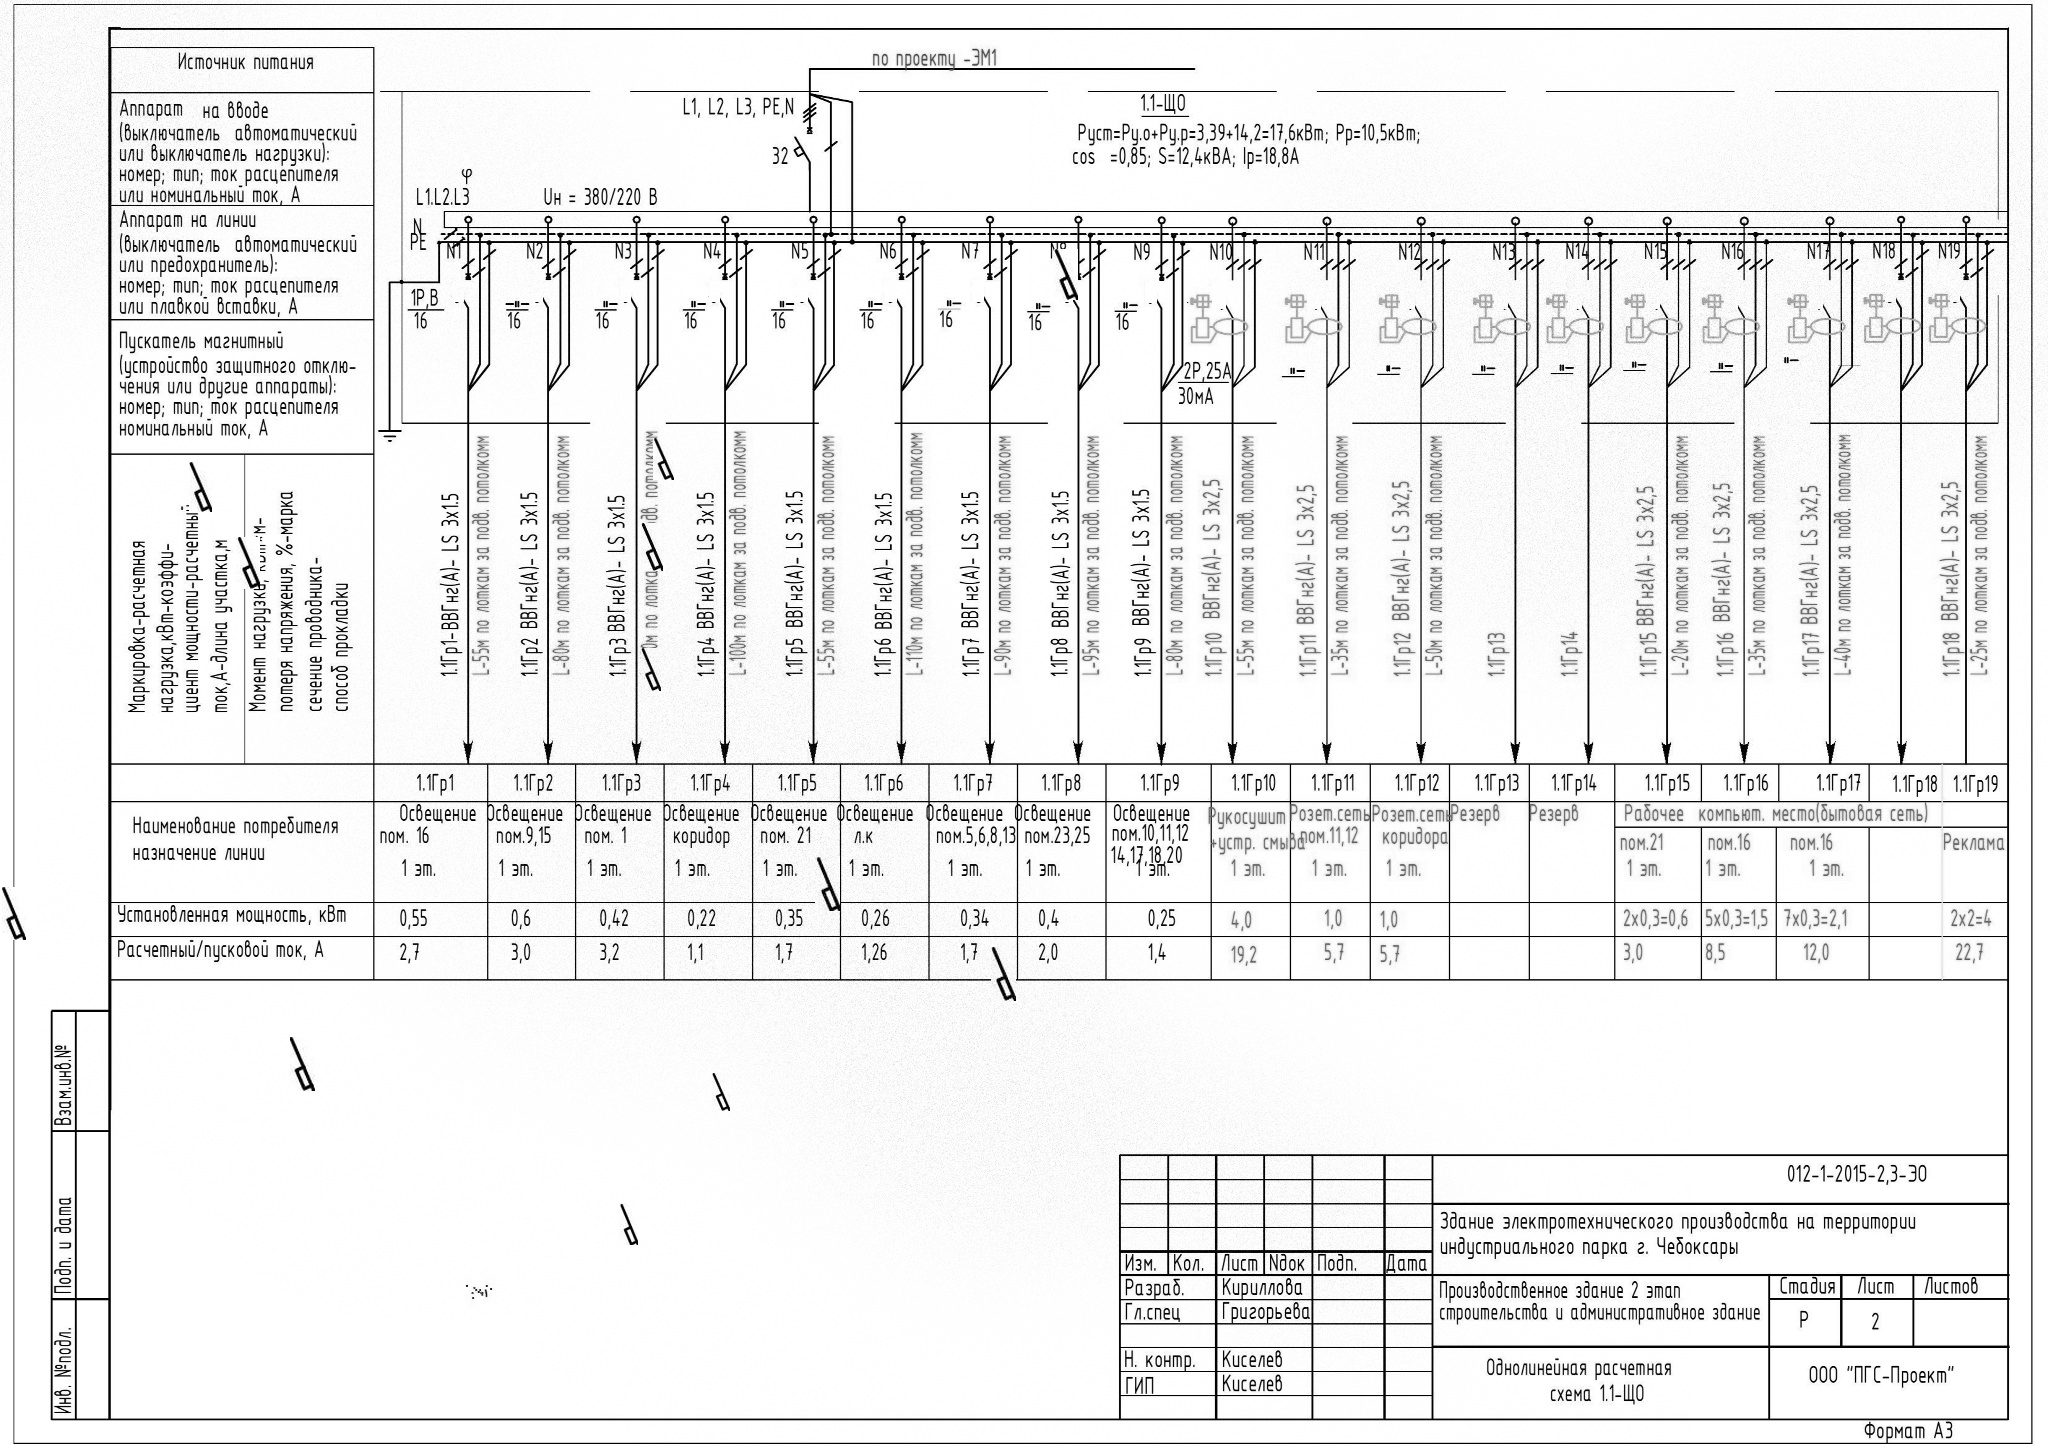 Источник питания
Аппарат на вводе
(выключатель автоматический
или выключатель нагрузки):
номер; тип; ток расцепителя
или номинальный ток, А
Аппарат на линии
(выключатель автоматический
или предохранитель):
номер; тип; ток расцепителя
или плавкой вставки, А
Пускатель магнитный
(устройство защитного отклю-
чения или другие аппараты):
номер; тип; ток расцепителя
номинальный ток, А
Маркировка-расчетная
нагрузка,кВт-коэффи-
циент мощности-расчетный
ток,А-длина участка,м
Момент нагрузки,
потеря напряжения, %-марка
сечение проводника-
способ прокладки
по проекту -ЭМ1
L1, L2, L3, PE,N
32
1.1-ЩО
Руст=Ру.о+Ру.р=3,39+14,2=17,6кВт; Рр=10,5кВт;
cos =0,85; S=12,4кВА; Iр=18,8А
φ
L1.L2.L3
Uн = 380/220 В
N
PE
N1 N2 N3 N4 N5 N6 N7 N9 N10 N11 N12 N13 N14 N15 N16 N17 N18 N19
1Р,В
16
-"-
16
-"-
16
-"-
16
-"-
16
-"-
16
-"-
16
-"-
16
-"-
16
2Р,25А
30мА
"- "- "- "- "- "- "-
1.1Гр1-ВВГнг(А)- LS 3х1.5
L-55м по лоткам за подв. потолкомм
1.1Гр2 ВВГнг(А)- LS 3х1.5
L-80м по лоткам за подв. потолкомм
1.1Гр3 ВВГнг(А)- LS 3х1.5
0м по лотка подв. потолкомм
1.1Гр4 ВВГнг(А)- LS 3х1.5
L-100м по лоткам за подв. потолкомм
1.1Гр5 ВВГнг(А)- LS 3х1.5
L-55м по лоткам за подв. потолкомм
1.1Гр6 ВВГнг(А)- LS 3х1.5
L-110м по лоткам за подв. потолкомм
1.1Гр7 ВВГнг(А)- LS 3х1.5
L-90м по лоткам за подв. потолкомм
1.1Гр8 ВВГнг(А)- LS 3х1.5
L-95м по лоткам за подв. потолкомм
1.1Гр9 ВВГнг(А)- LS 3х1.5
L-80м по лоткам за подв. потолкомм
1.1Гр10 ВВГнг(А)- LS 3х2,5
L-55м по лоткам за подв. потолкомм
1.1Гр11 ВВГнг(А)- LS 3х2,5
L-35м по лоткам за подв. потолкомм
1.1Гр12 ВВГнг(А)- LS 3х2,5
L-50м по лоткам за подв. потолкомм
1.1Гр13
1.1Гр14
1.1Гр15 ВВГнг(А)- LS 3х2,5
L-20м по лоткам за подв. потолкомм
1.1Гр16 ВВГнг(А)- LS 3х2,5
L-35м по лоткам за подв. потолкомм
1.1Гр17 ВВГнг(А)- LS 3х2,5
L-40м по лоткам за подв. потолкомм
1.1Гр18 ВВГнг(А)- LS 3х2,5
L-25м по лоткам за подв. потолкомм
1.1Гр1 1.1Гр2 1.1Гр3 1.1Гр4 1.1Гр5 1.1Гр6 1.1Гр7 1.1Гр8 1.1Гр9 1.1Гр10 1.1Гр11 1.1Гр12 1.1Гр13 1.1Гр14 1.1Гр15 1.1Гр16 1.1Гр17 1.1Гр18 1.1Гр19
Наименование потребителя
назначение линии
Освещение
пом. 16
1 эт.
Освещение
пом.9,15
1 эт.
Освещение
пом. 1
1 эт.
Освещение
коридор
1 эт.
Освещение
пом. 21
1 эт.
Освещение
л.к
1 эт.
Освещение
пом.5,6,8,13
1 эт.
Освещение
пом.23,25
1 эт.
Освещение
пом.10,11,12
14,17,18,20
1 эт.
Рукосушит
+устр. смыва
1 эт.
Розет.сеть
пом.11,12
1 эт.
Розет.сеть
коридора
1 эт.
Резерв
Резерв
Рабочее компьют. место(бытовая сеть)
пом.21
1 эт.
пом.16
1 эт.
пом.16
1 эт.
Реклама
Установленная мощность, кВт 0,55 0,6 0,42 0,22 0,35 0,26 0,34 0,4 0,25 4,0 1,0 1,0 2х0,3=0,6 5х0,3=1,5 7х0,3=2,1 2х2=4
Расчетный/пусковой ток, А 2,7 3,0 3,2 1,1 1,7 1,26 1,7 2,0 1,4 19,2 5,7 5,7 3,0 8,5 12,0 22,7
Взам.инв.№
Подп. и дата
Инв. №подл.
012-1-2015-2,3-ЭО
Здание электротехнического производства на территории
индустриального парка г. Чебоксары
Изм. Кол. Лист Nдок Подп. Дата
Разраб. Кириллова
Гл.спец Григорьева
Н. контр. Киселев
ГИП Киселев
Производственное здание 2 этап
строительства и административное здание
Стадия Лист Листов
Р 2
Однолинейная расчетная
схема 1.1-ЩО
ООО "ПГС-Проект"
Формат А3